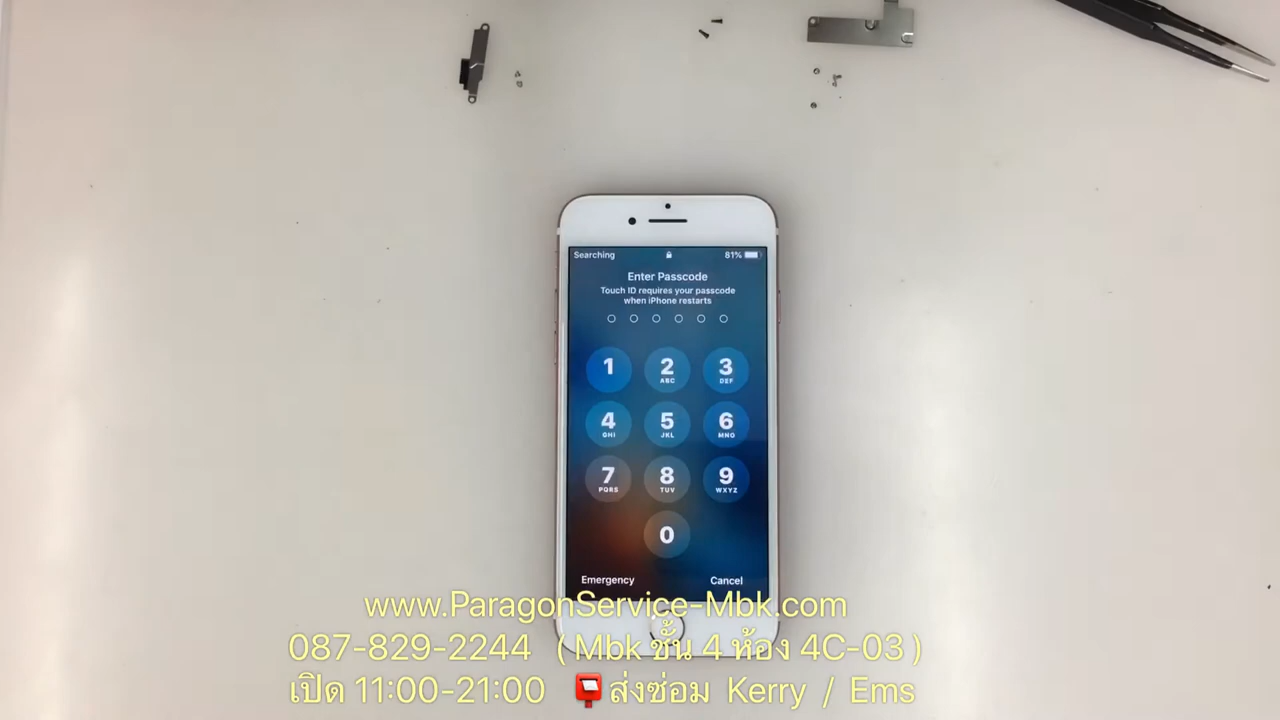 Searching 81%
Enter Passcode
Touch ID requires your passcode
when iPhone restarts
1 2 3
ABC DEF
4 5 6
GHI JKL MNO
7 8 9
PQRS TUV WXYZ
0
Emergency Cancel
www.ParagonService-Mbk.com
087-829-2244 (Mbk ชั้น 4 ห้อง 4C-03)
เปิด 11:00-21:00 📮ส่งซ่อม Kerry / Ems